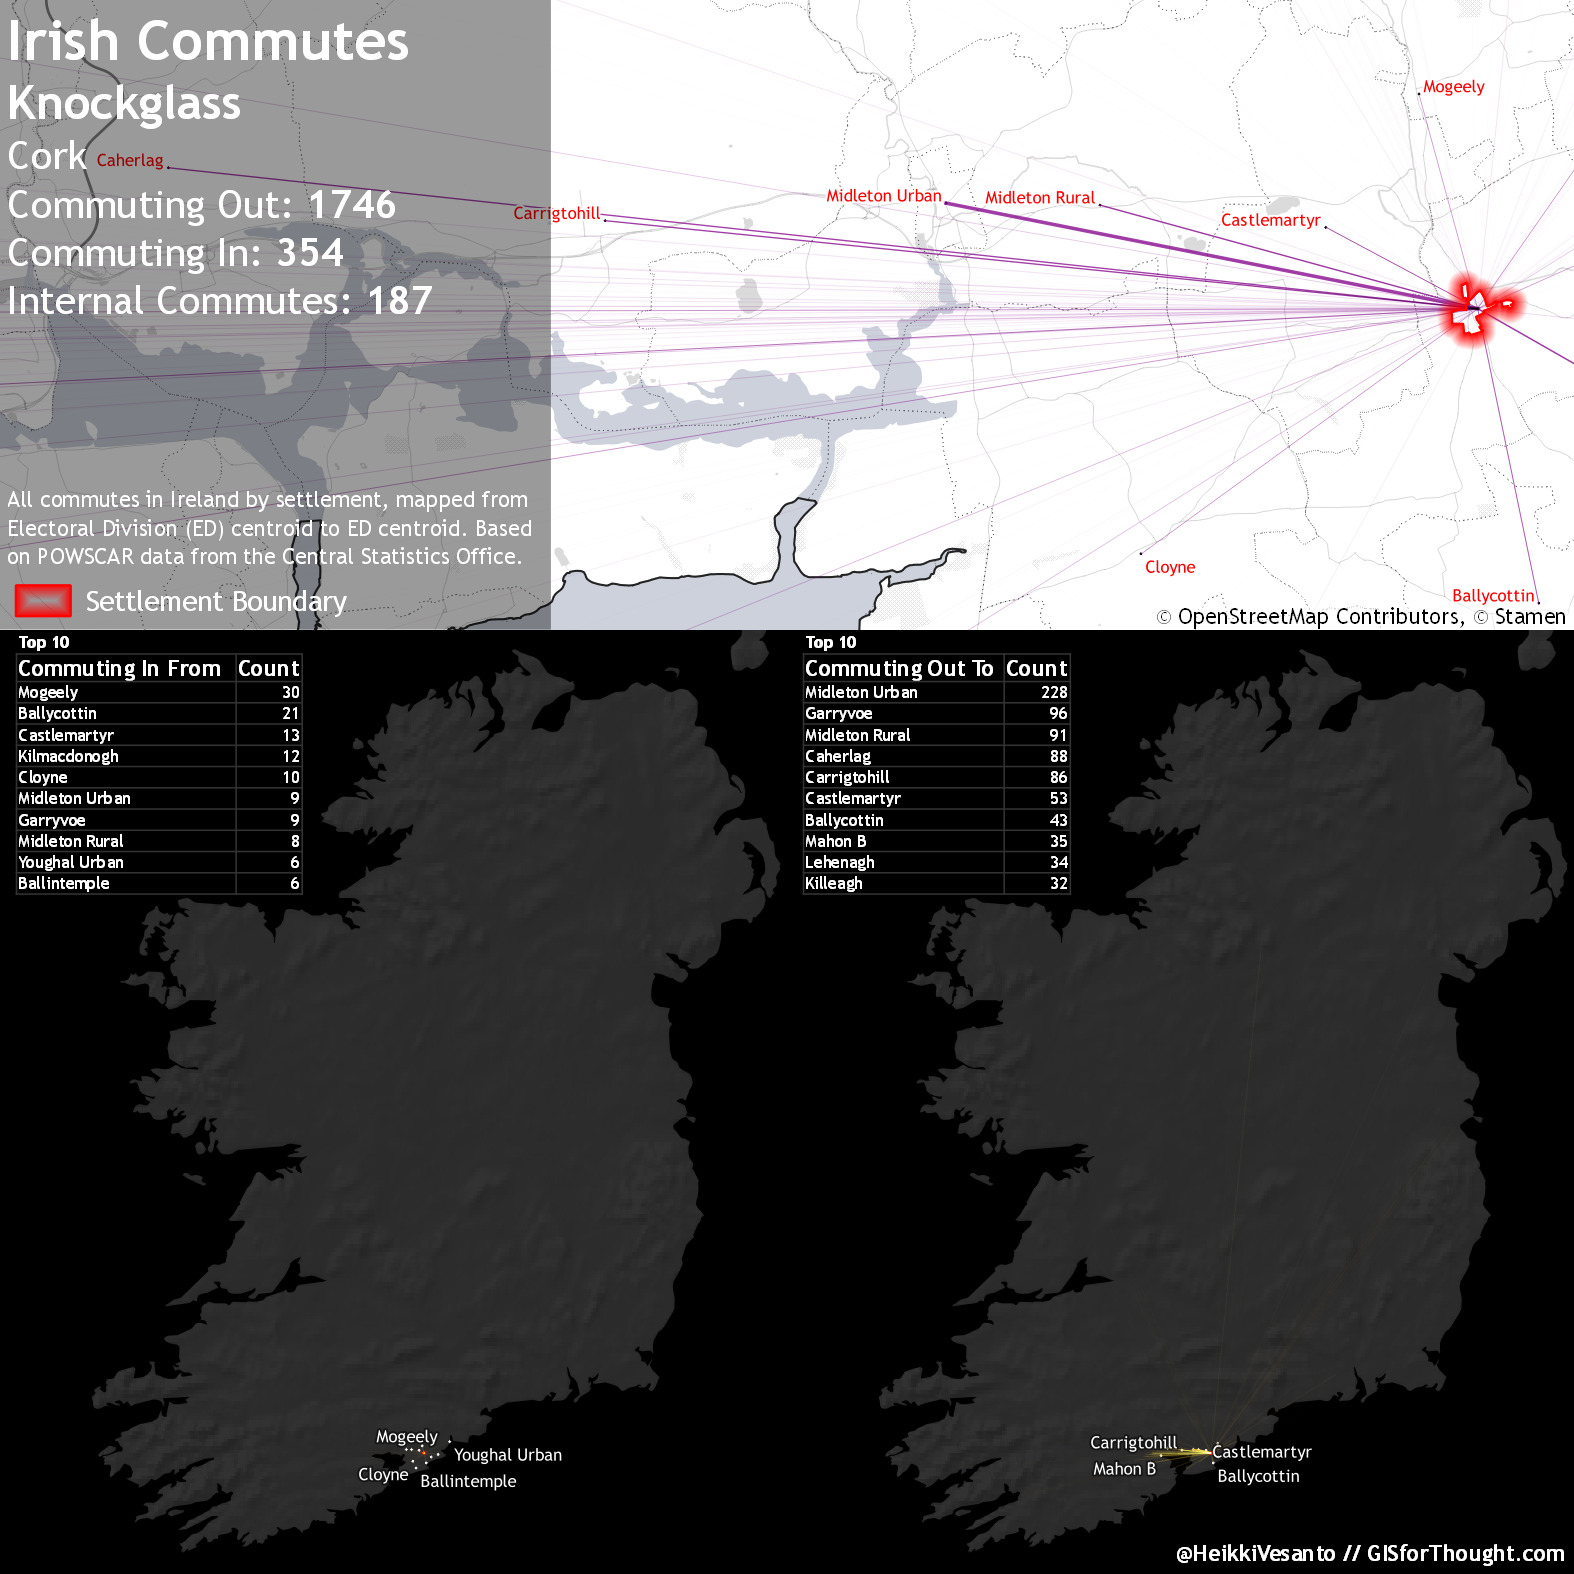 Irish Commutes
Knockglass
Cork
Commuting Out: 1746
Commuting In: 354
Internal Commutes: 187
All commutes in Ireland by settlement, mapped from
Electoral Division (ED) centroid to ED centroid. Based
on POWSCAR data from the Central Statistics Office.
Settlement Boundary
Caherlag
Carrigtohill
Midleton Urban
Midleton Rural
Castlemartyr
Mogeely
Cloyne
Ballycottin
© OpenStreetMap Contributors, © Stamen
Top 10
Commuting In From Count
Mogeely 30
Ballycottin 21
Castlemartyr 13
Kilmacdonogh 12
Cloyne 10
Midleton Urban 9
Garryvoe 9
Midleton Rural 8
Youghal Urban 6
Ballintemple 6
Top 10
Commuting Out To Count
Midleton Urban 228
Garryvoe 96
Midleton Rural 91
Caherlag 88
Carrigtohill 86
Castlemartyr 53
Ballycottin 43
Mahon B 35
Lehenagh 34
Killeagh 32
Mogeely
Youghal Urban
Cloyne
Ballintemple
Carrigtohill
Castlemartyr
Mahon B
Ballycottin
@HeikkiVesanto // GISforThought.com